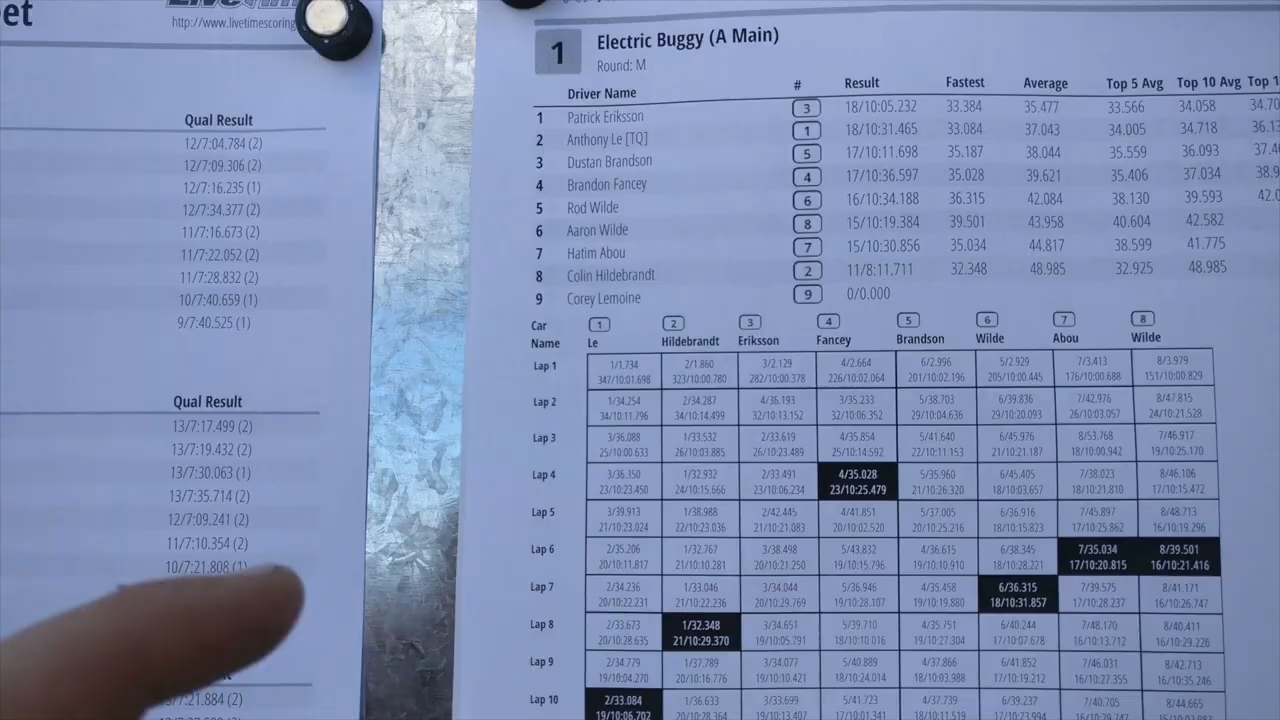 et
http://www.livetimescoring
Qual Result
12/7:04.784 (2)
12/7:09.306 (2)
12/7:16.235 (1)
12/7:34.377 (2)
11/7:16.673 (2)
11/7:22.052 (2)
11/7:28.832 (2)
10/7:40.659 (1)
9/7:40.525 (1)
Qual Result
13/7:17.499 (2)
13/7:19.432 (2)
13/7:30.063 (1)
13/7:35.714 (2)
12/7:09.241 (2)
11/7:10.354 (2)
10/7:21.808 (1)
7:21.884 (2)
1 Electric Buggy (A Main)
Round: M
Driver Name # Result Fastest Average Top 5 Avg Top 10 Avg Top 1
1 Patrick Eriksson 3 18/10:05.232 33.384 35.477 33.566 34.058 34.70
2 Anthony Le [TQ] 1 18/10:31.465 33.084 37.043 34.005 34.718 36.13
3 Dustan Brandson 5 17/10:11.698 35.187 38.044 35.559 36.093 37.4
4 Brandon Fancey 4 17/10:36.597 35.028 39.621 35.406 37.034 38.9
5 Rod Wilde 6 16/10:34.188 36.315 42.084 38.130 39.593 42.0
6 Aaron Wilde 8 15/10:19.384 39.501 43.958 40.604 42.582
7 Hatim Abou 7 15/10:30.856 35.034 44.817 38.599 41.775
8 Colin Hildebrandt 2 11/8:11.711 32.348 48.985 32.925 48.985
9 Corey Lemoine 9 0/0.000
Car 1 2 3 4 5 6 7 8
Name Le Hildebrandt Eriksson Fancey Brandson Wilde Abou Wilde
Lap 1 1/1.734 2/1.860 3/2.129 4/2.664 6/2.996 5/2.929 7/3.413 8/3.979
347/10:01.698 323/10:00.780 282/10:00.378 226/10:02.064 201/10:02.196 205/10:00.445 176/10:00.688 151/10:00.829
Lap 2 1/34.254 2/34.287 4/36.193 3/35.233 5/38.703 6/39.836 7/42.976 8/47.815
34/10:11.796 34/10:14.499 32/10:13.152 32/10:06.352 29/10:04.636 29/10:20.093 26/10:03.057 24/10:21.528
Lap 3 3/36.088 1/33.532 2/33.619 4/35.854 5/41.640 6/45.976 8/53.768 7/46.917
25/10:00.633 26/10:03.885 26/10:23.489 25/10:14.592 22/10:11.153 21/10:21.187 18/10:00.942 19/10:25.170
Lap 4 3/36.350 1/32.932 2/33.491 4/35.028 5/35.960 6/45.405 7/38.023 8/46.106
23/10:23.450 24/10:15.666 23/10:06.234 23/10:25.479 21/10:26.320 18/10:03.657 18/10:21.810 17/10:15.472
Lap 5 3/39.913 1/38.988 2/42.445 4/41.851 5/37.005 6/36.916 7/45.897 8/48.713
21/10:23.024 22/10:23.036 21/10:21.083 20/10:02.520 20/10:25.216 18/10:15.823 17/10:25.862 16/10:19.296
Lap 6 2/35.206 1/32.767 3/38.498 5/43.832 4/36.615 6/38.345 7/35.034 8/39.501
20/10:11.817 21/10:10.281 20/10:21.250 19/10:15.796 19/10:10.910 18/10:28.221 17/10:20.815 16/10:21.416
Lap 7 2/34.236 1/33.046 3/34.044 5/36.946 4/35.458 6/36.315 7/39.575 8/41.171
20/10:22.231 21/10:22.236 20/10:29.769 19/10:28.107 19/10:19.880 18/10:31.857 17/10:28.237 16/10:26.747
Lap 8 2/33.673 1/32.348 3/34.651 5/39.710 4/35.751 6/40.244 7/48.170 8/40.411
20/10:28.635 21/10:29.370 19/10:05.791 18/10:10.016 19/10:27.304 17/10:07.678 16/10:13.712 16/10:29.226
Lap 9 2/34.779 1/37.789 3/34.077 5/40.889 4/37.866 6/41.852 7/46.031 8/42.713
19/10:04.270 20/10:16.776 19/10:10.421 18/10:24.014 18/10:03.988 17/10:19.212 16/10:27.355 16/10:35.246
Lap 10 2/33.084 1/36.633 3/33.699 5/41.723 4/37.739 6/39.237 7/40.705 8/44.665
19/10:06.702 20/10:28.364 19/10:13.407 17/10:01.341 18/10:11.519 17/10:23.994